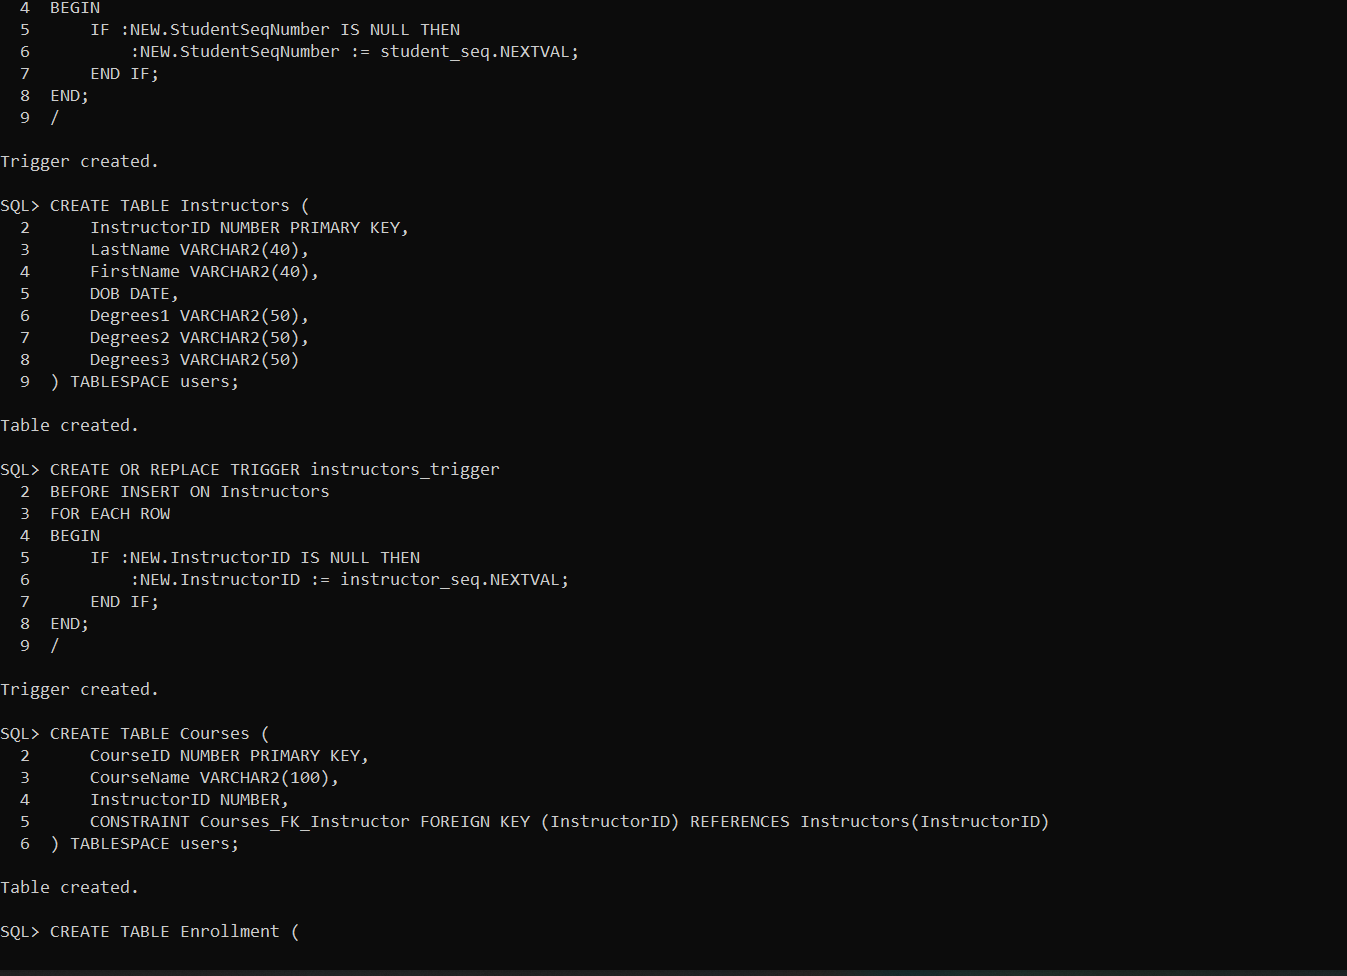 4  BEGIN
  5      IF :NEW.StudentSeqNumber IS NULL THEN
  6          :NEW.StudentSeqNumber := student_seq.NEXTVAL;
  7      END IF;
  8  END;
  9  /

Trigger created.

SQL> CREATE TABLE Instructors (
  2      InstructorID NUMBER PRIMARY KEY,
  3      LastName VARCHAR2(40),
  4      FirstName VARCHAR2(40),
  5      DOB DATE,
  6      Degrees1 VARCHAR2(50),
  7      Degrees2 VARCHAR2(50),
  8      Degrees3 VARCHAR2(50)
  9  ) TABLESPACE users;

Table created.

SQL> CREATE OR REPLACE TRIGGER instructors_trigger
  2  BEFORE INSERT ON Instructors
  3  FOR EACH ROW
  4  BEGIN
  5      IF :NEW.InstructorID IS NULL THEN
  6          :NEW.InstructorID := instructor_seq.NEXTVAL;
  7      END IF;
  8  END;
  9  /

Trigger created.

SQL> CREATE TABLE Courses (
  2      CourseID NUMBER PRIMARY KEY,
  3      CourseName VARCHAR2(100),
  4      InstructorID NUMBER,
  5      CONSTRAINT Courses_FK_Instructor FOREIGN KEY (InstructorID) REFERENCES Instructors(InstructorID)
  6  ) TABLESPACE users;

Table created.

SQL> CREATE TABLE Enrollment (